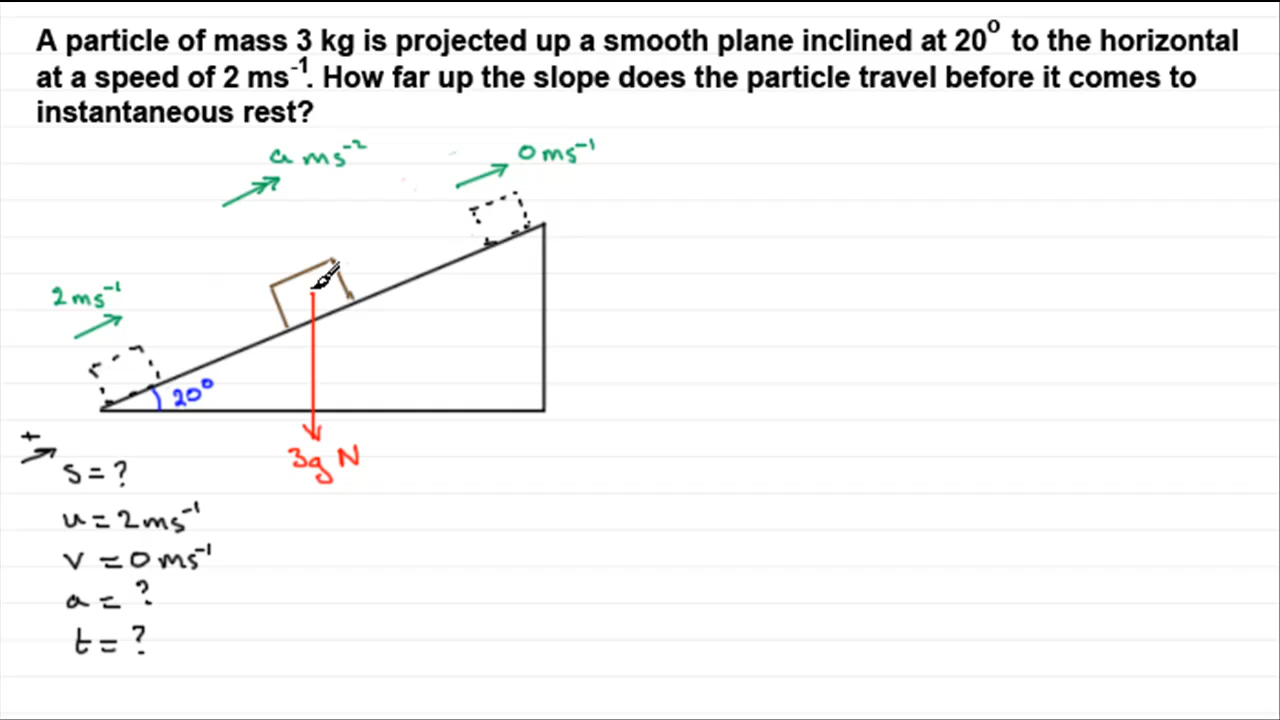 A particle of mass 3 kg is projected up a smooth plane inclined at 20° to the horizontal
at a speed of 2 ms⁻¹. How far up the slope does the particle travel before it comes to
instantaneous rest?
a ms⁻²
0 ms⁻¹
2 ms⁻¹
20°
3g N
+
s = ?
u = 2 ms⁻¹
v = 0 ms⁻¹
a = ?
t = ?